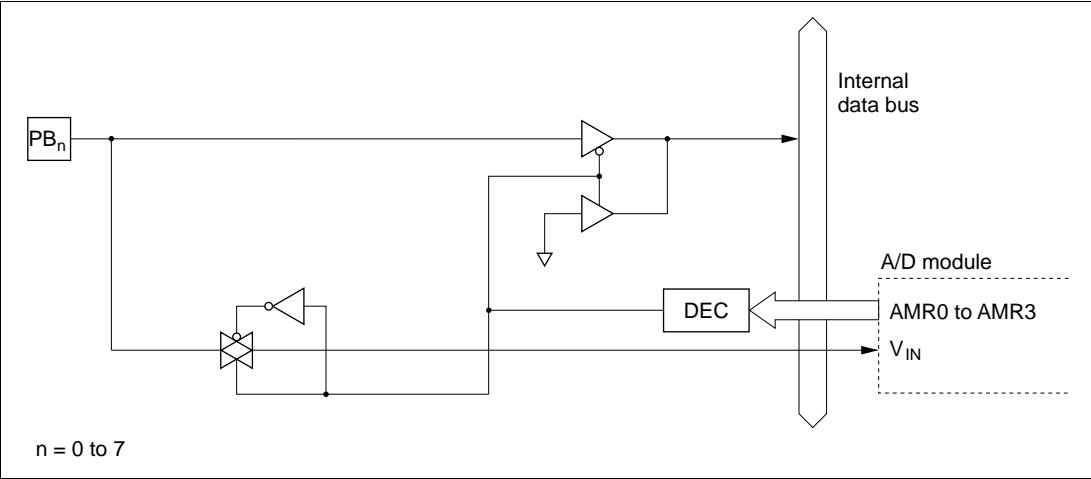 Internal
data bus
PBn
A/D module
DEC
AMR0 to AMR3
VIN
n = 0 to 7